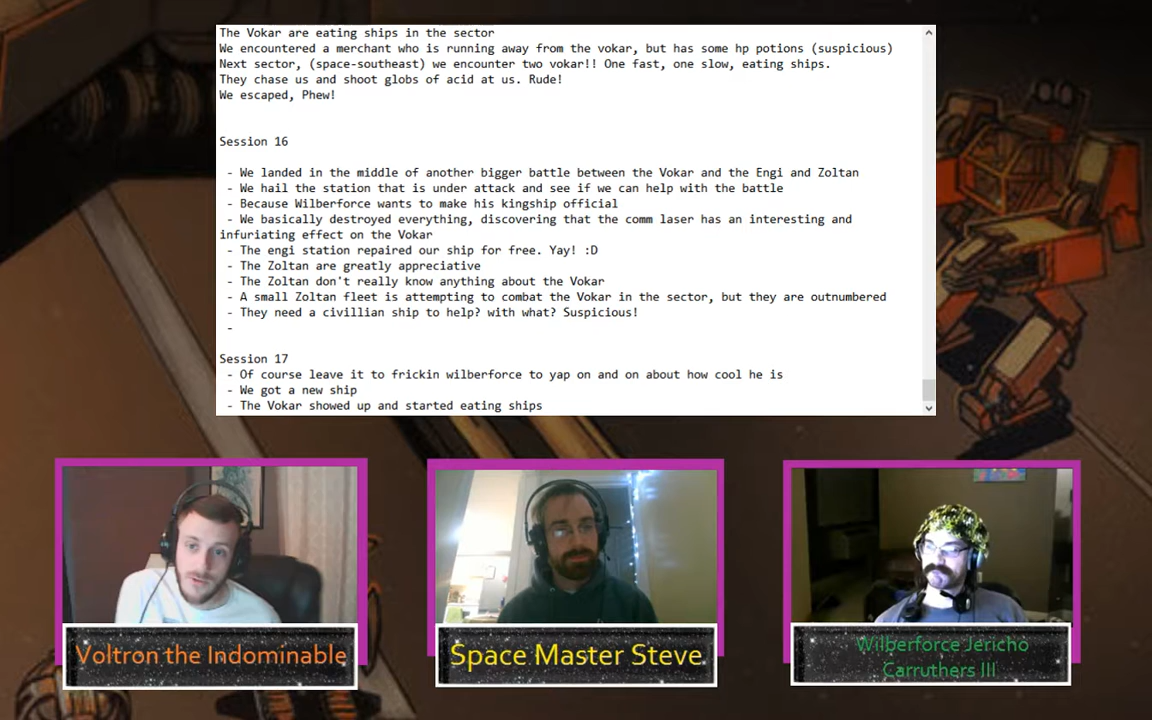 The Vokar are eating ships in the sector
We encountered a merchant who is running away from the vokar, but has some hp potions (suspicious)
Next sector, (space-southeast) we encounter two vokar!! One fast, one slow, eating ships.
They chase us and shoot globs of acid at us. Rude!
We escaped, Phew!
Session 16
- We landed in the middle of another bigger battle between the Vokar and the Engi and Zoltan
- We hail the station that is under attack and see if we can help with the battle
- Because Wilberforce wants to make his kingship official
- We basically destroyed everything, discovering that the comm laser has an interesting and
infuriating effect on the Vokar
- The engi station repaired our ship for free. Yay! :D
- The Zoltan are greatly appreciative
- The Zoltan don't really know anything about the Vokar
- A small Zoltan fleet is attempting to combat the Vokar in the sector, but they are outnumbered
- They need a civillian ship to help? with what? Suspicious!
-
Session 17
- Of course leave it to frickin wilberforce to yap on and on about how cool he is
- We got a new ship
- The Vokar showed up and started eating ships
Voltron the Indominable
Space Master Steve
Wilberforce Jericho
Carruthers III